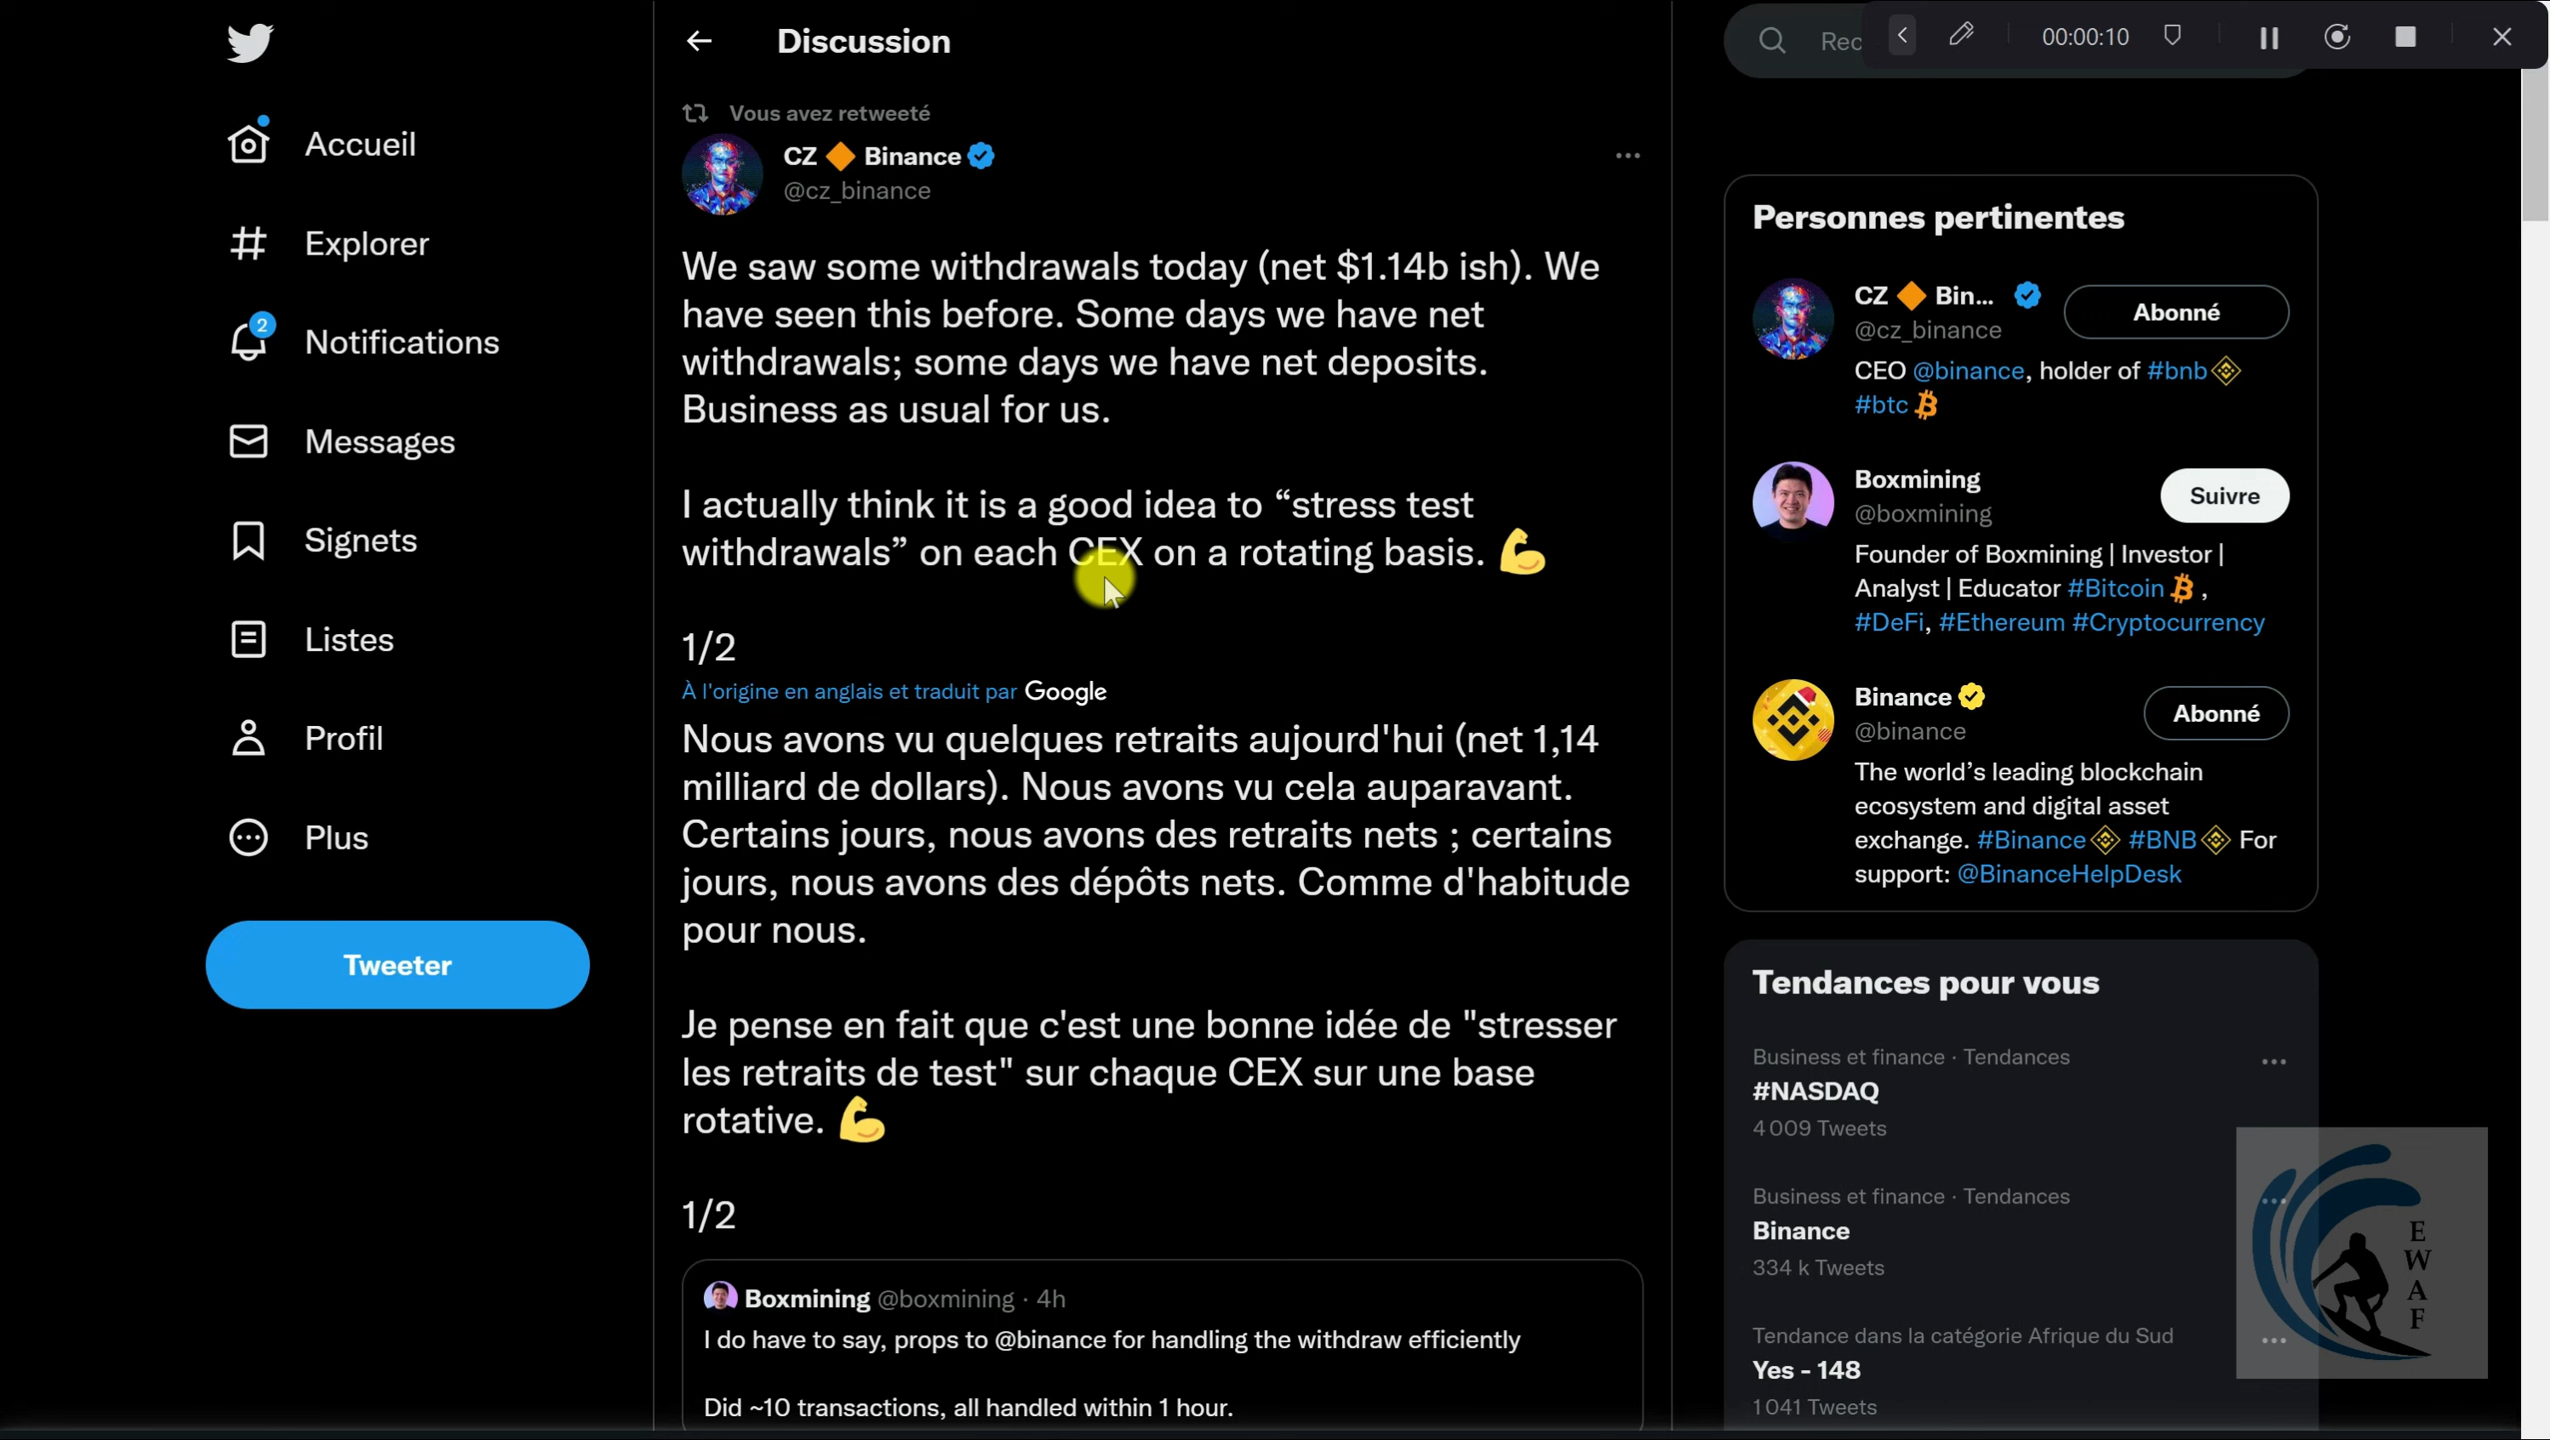 Discussion
Rec
00:00:10
Accueil
Explorer
2
Notifications
Messages
Signets
Listes
Profil
Plus
Tweeter
Vous avez retweeté
CZ 🔶 Binance
@cz_binance
We saw some withdrawals today (net $1.14b ish). We
have seen this before. Some days we have net
withdrawals; some days we have net deposits.
Business as usual for us.
I actually think it is a good idea to “stress test
withdrawals” on each CEX on a rotating basis. 💪
1/2
À l'origine en anglais et traduit par Google
Nous avons vu quelques retraits aujourd'hui (net 1,14
milliard de dollars). Nous avons vu cela auparavant.
Certains jours, nous avons des retraits nets ; certains
jours, nous avons des dépôts nets. Comme d'habitude
pour nous.
Je pense en fait que c'est une bonne idée de "stresser
les retraits de test" sur chaque CEX sur une base
rotative. 💪
1/2
Boxmining @boxmining · 4h
I do have to say, props to @binance for handling the withdraw efficiently
Did ~10 transactions, all handled within 1 hour.
Personnes pertinentes
CZ 🔶 Bin...
@cz_binance
Abonné
CEO @binance, holder of #bnb
#btc
Boxmining
@boxmining
Suivre
Founder of Boxmining | Investor |
Analyst | Educator #Bitcoin ,
#DeFi, #Ethereum #Cryptocurrency
Binance
@binance
Abonné
The world’s leading blockchain
ecosystem and digital asset
exchange. #Binance #BNB For
support: @BinanceHelpDesk
Tendances pour vous
Business et finance · Tendances
#NASDAQ
4 009 Tweets
Business et finance · Tendances
Binance
334 k Tweets
Tendance dans la catégorie Afrique du Sud
Yes - 148
1 041 Tweets
E
W
A
F